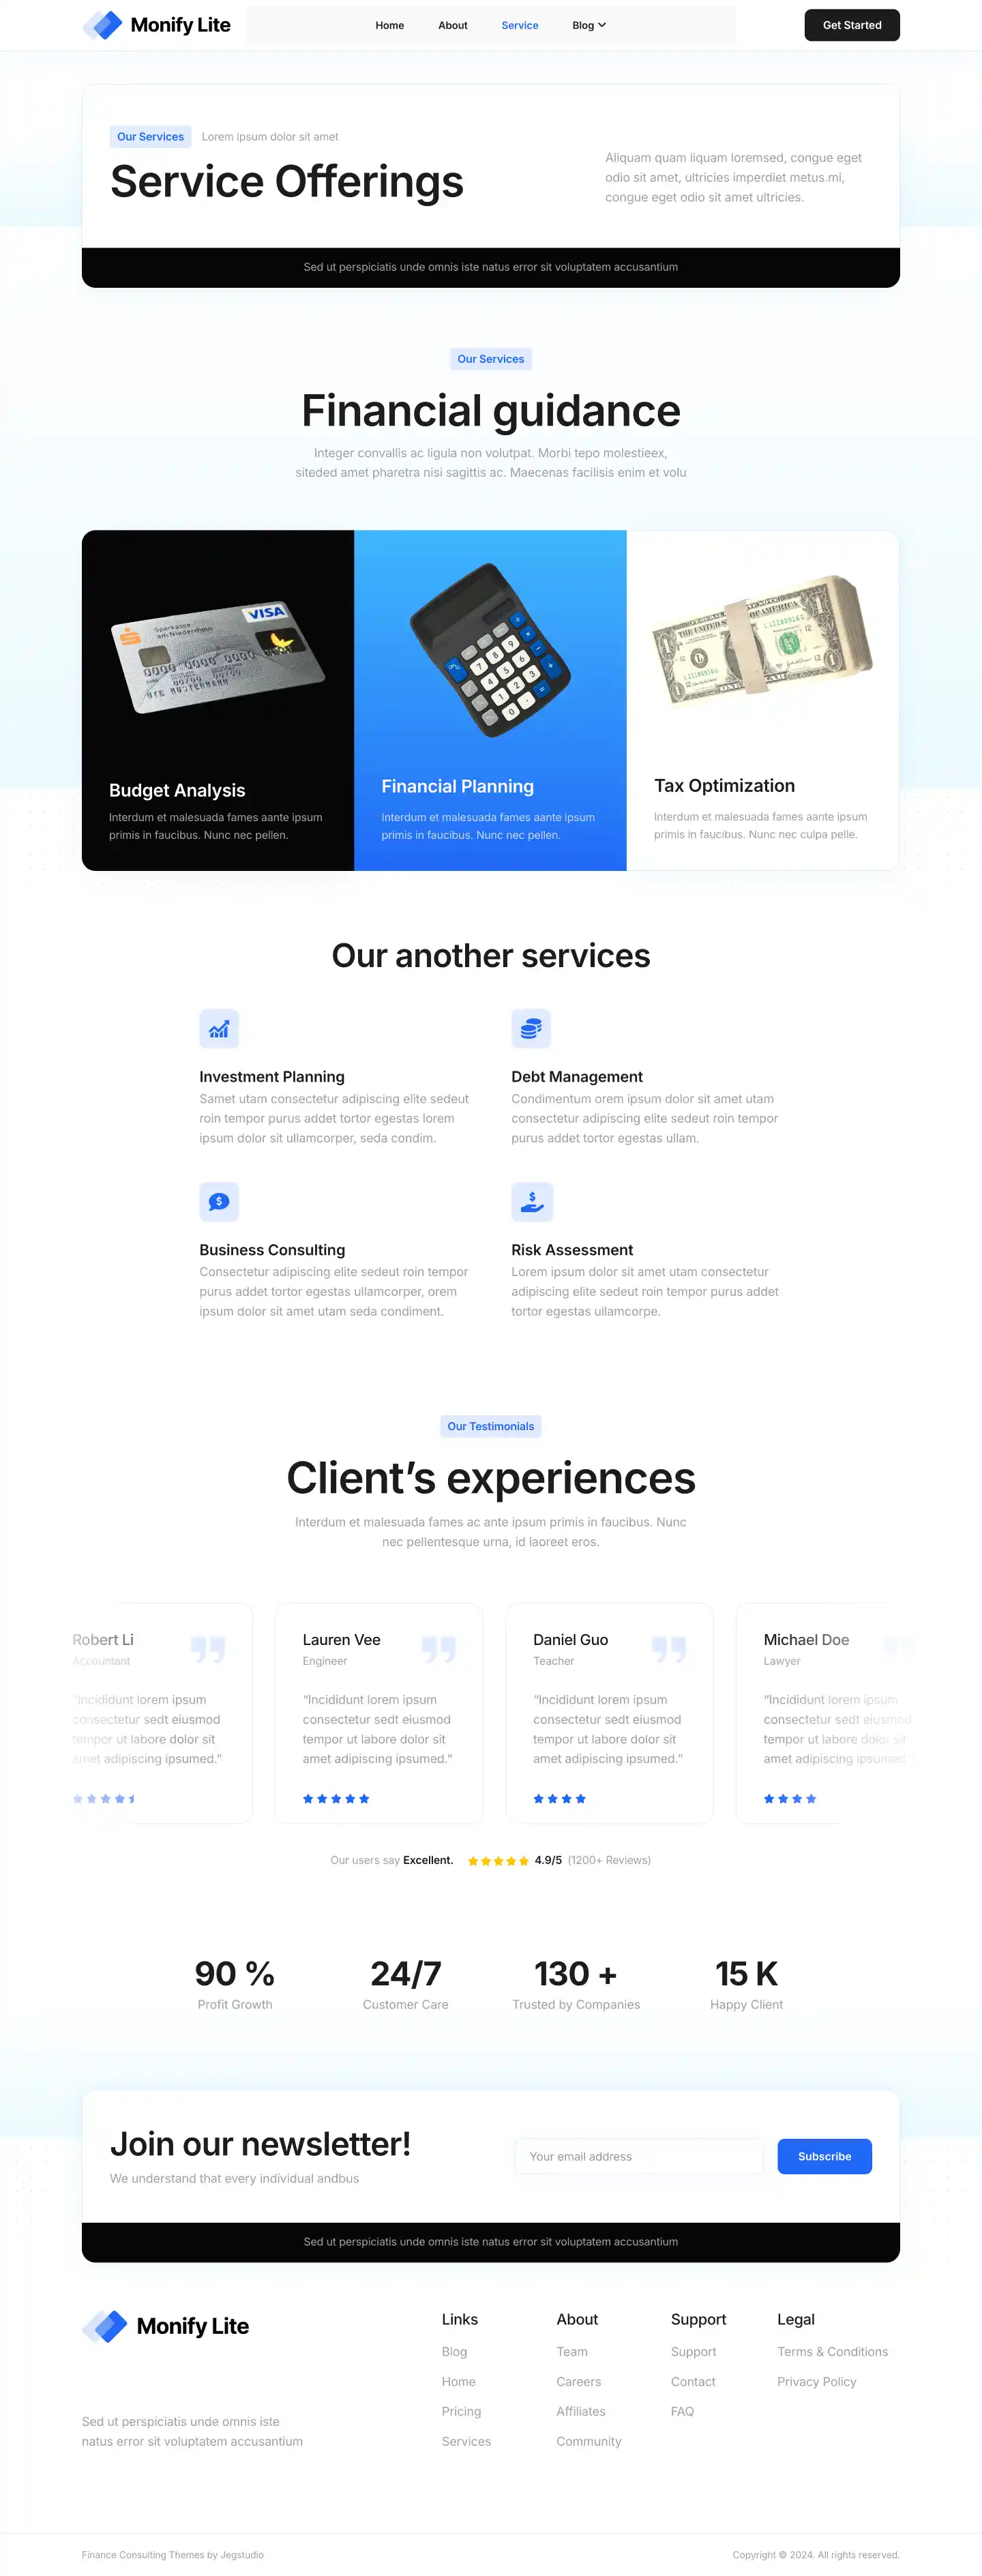 Monify Lite
Home
About
Service
Blog
Get Started
Our Services
Lorem ipsum dolor sit amet
Service Offerings
Aliquam quam liquam loremsed, congue eget
odio sit amet, ultricies imperdiet metus.mi,
congue eget odio sit amet ultricies.
Sed ut perspiciatis unde omnis iste natus error sit voluptatem accusantium
Our Services
Financial guidance
Integer convallis ac ligula non volutpat. Morbi tepo molestieex,
siteded amet pharetra nisi sagittis ac. Maecenas facilisis enim et volu
VISA
Sparkasse
am Niederrhein
Budget Analysis
Interdum et malesuada fames aante ipsum
primis in faucibus. Nunc nec pellen.
Financial Planning
Interdum et malesuada fames aante ipsum
primis in faucibus. Nunc nec pellen.
Tax Optimization
Interdum et malesuada fames aante ipsum
primis in faucibus. Nunc nec culpa pelle.
Our another services
Investment Planning
Samet utam consectetur adipiscing elite sedeut
roin tempor purus addet tortor egestas lorem
ipsum dolor sit ullamcorper, seda condim.
Debt Management
Condimentum orem ipsum dolor sit amet utam
consectetur adipiscing elite sedeut roin tempor
purus addet tortor egestas ullam.
Business Consulting
Consectetur adipiscing elite sedeut roin tempor
purus addet tortor egestas ullamcorper, orem
ipsum dolor sit amet utam seda condiment.
Risk Assessment
Lorem ipsum dolor sit amet utam consectetur
adipiscing elite sedeut roin tempor purus addet
tortor egestas ullamcorpe.
Our Testimonials
Client’s experiences
Interdum et malesuada fames ac ante ipsum primis in faucibus. Nunc
nec pellentesque urna, id laoreet eros.
Robert Li
Accountant
“Incididunt lorem ipsum
consectetur sedt eiusmod
tempor ut labore dolor sit
amet adipiscing ipsumed.”
Lauren Vee
Engineer
“Incididunt lorem ipsum
consectetur sedt eiusmod
tempor ut labore dolor sit
amet adipiscing ipsumed.”
Daniel Guo
Teacher
“Incididunt lorem ipsum
consectetur sedt eiusmod
tempor ut labore dolor sit
amet adipiscing ipsumed.”
Michael Doe
Lawyer
“Incididunt lorem ipsum
consectetur sedt eiusmod
tempor ut labore dolor sit
amet adipiscing ipsumed.”
Our users say Excellent.
4.9/5 (1200+ Reviews)
90 %
Profit Growth
24/7
Customer Care
130 +
Trusted by Companies
15 K
Happy Client
Join our newsletter!
We understand that every individual andbus
Your email address
Subscribe
Sed ut perspiciatis unde omnis iste natus error sit voluptatem accusantium
Monify Lite
Sed ut perspiciatis unde omnis iste
natus error sit voluptatem accusantium
Links
Blog
Home
Pricing
Services
About
Team
Careers
Affiliates
Community
Support
Support
Contact
FAQ
Legal
Terms & Conditions
Privacy Policy
Finance Consulting Themes by Jegstudio
Copyright © 2024. All rights reserved.